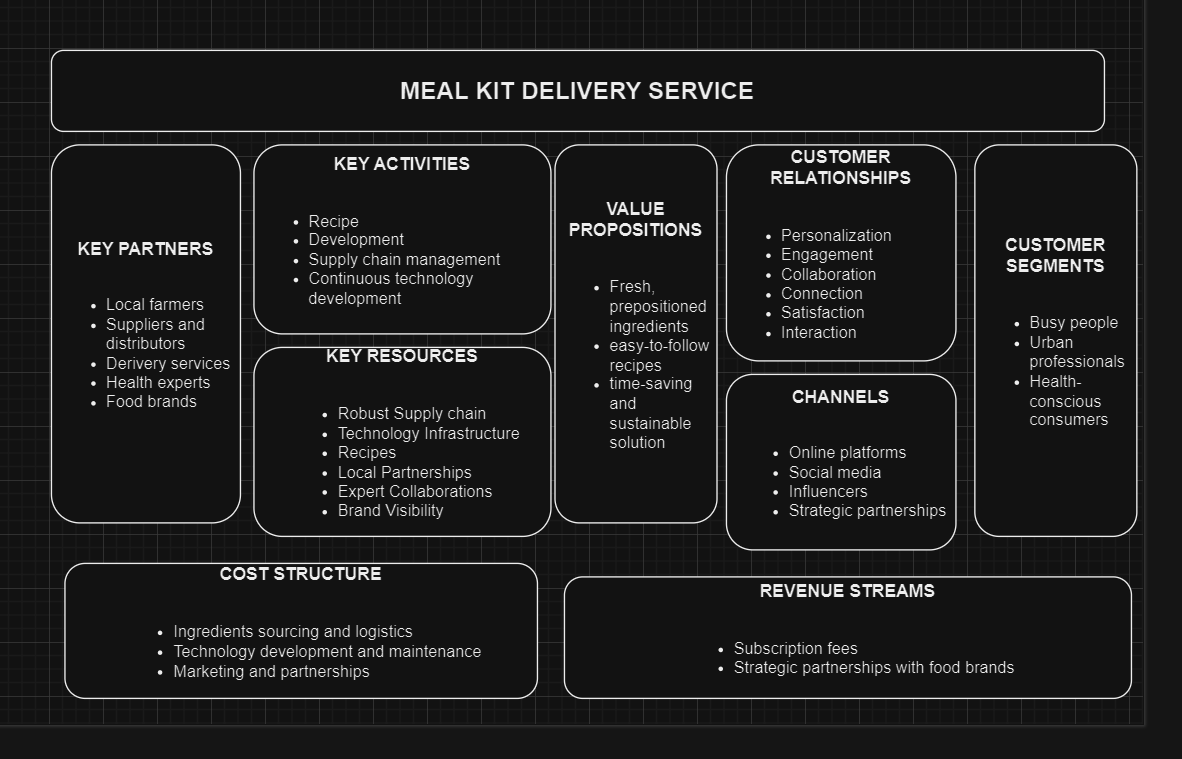 MEAL KIT DELIVERY SERVICE
KEY PARTNERS
Local farmers
Suppliers and
distributors
Derivery services
Health experts
Food brands
KEY ACTIVITIES
Recipe
Development
Supply chain management
Continuous technology
development
KEY RESOURCES
Robust Supply chain
Technology Infrastructure
Recipes
Local Partnerships
Expert Collaborations
Brand Visibility
VALUE
PROPOSITIONS
Fresh,
prepositioned
ingredients
easy-to-follow
recipes
time-saving
and
sustainable
solution
CUSTOMER
RELATIONSHIPS
Personalization
Engagement
Collaboration
Connection
Satisfaction
Interaction
CHANNELS
Online platforms
Social media
Influencers
Strategic partnerships
CUSTOMER
SEGMENTS
Busy people
Urban
professionals
Health-
conscious
consumers
COST STRUCTURE
Ingredients sourcing and logistics
Technology development and maintenance
Marketing and partnerships
REVENUE STREAMS
Subscription fees
Strategic partnerships with food brands